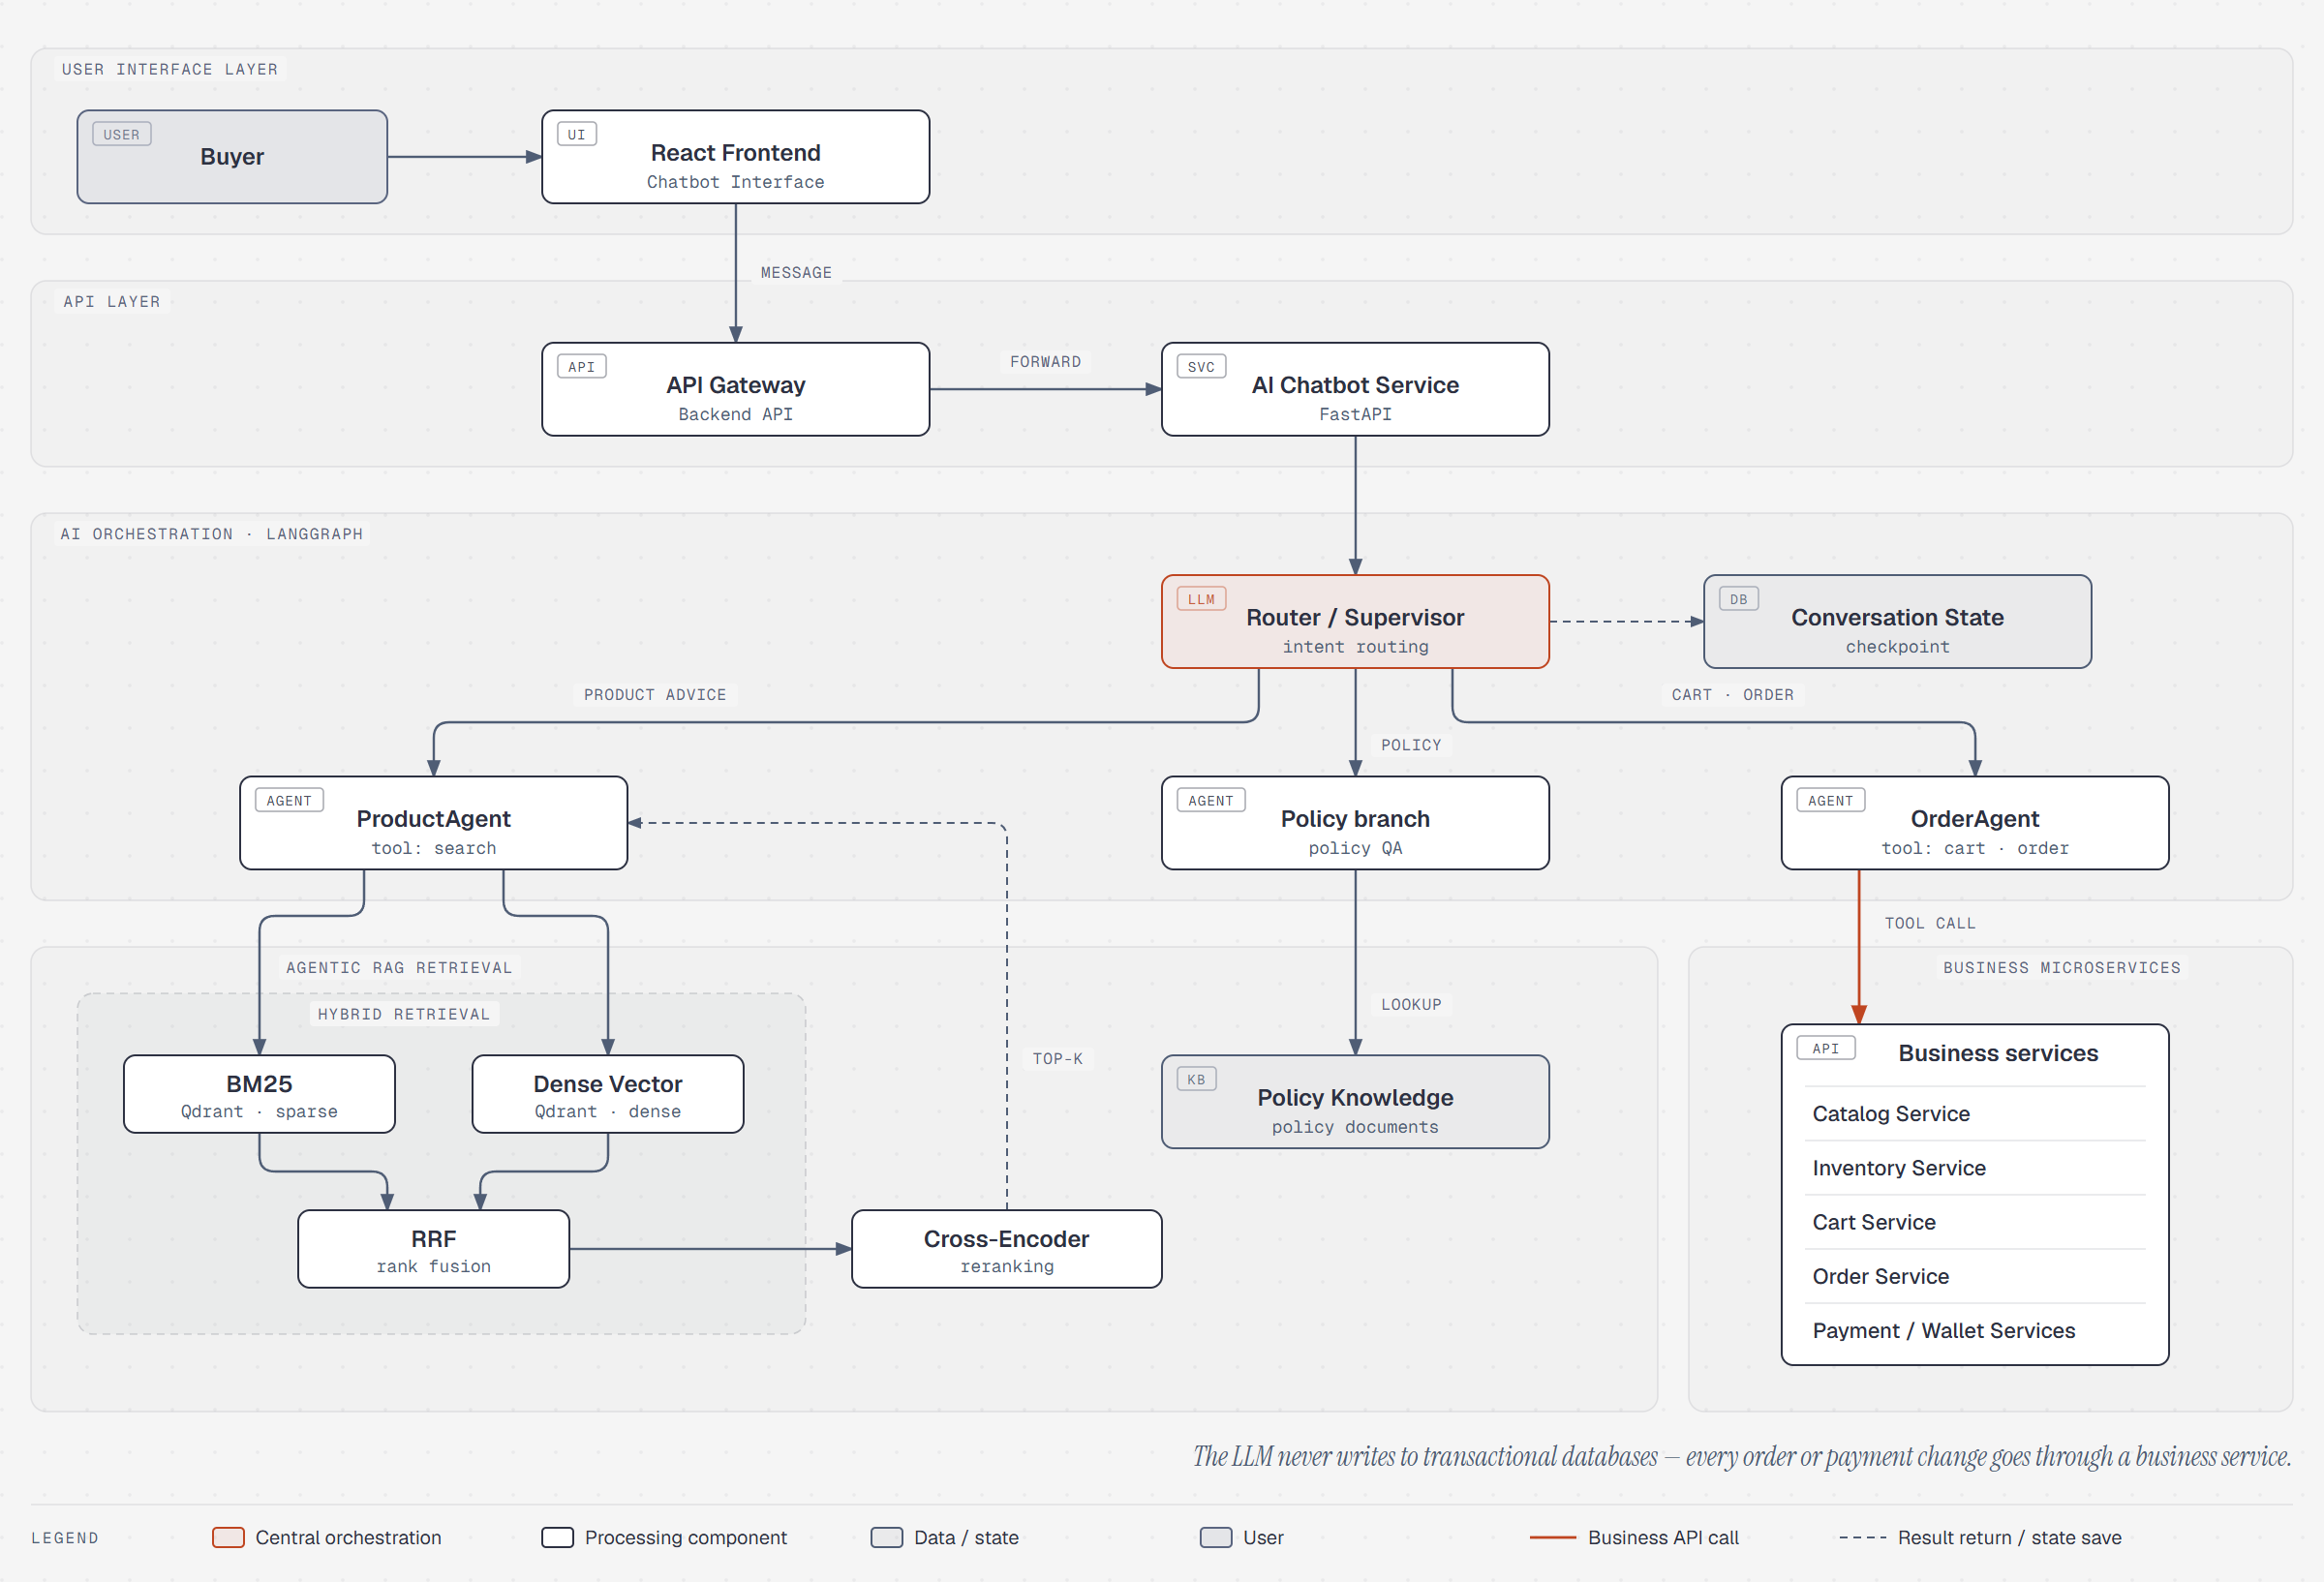 USER INTERFACE LAYER
USER
Buyer
UI
React Frontend
Chatbot Interface
MESSAGE
API LAYER
API
API Gateway
Backend API
FORWARD
SVC
AI Chatbot Service
FastAPI
AI ORCHESTRATION · LANGGRAPH
LLM
Router / Supervisor
intent routing
DB
Conversation State
checkpoint
PRODUCT ADVICE
CART · ORDER
POLICY
AGENT
ProductAgent
tool: search
AGENT
Policy branch
policy QA
AGENT
OrderAgent
tool: cart · order
TOOL CALL
AGENTIC RAG RETRIEVAL
BUSINESS MICROSERVICES
HYBRID RETRIEVAL
LOOKUP
TOP-K
BM25
Qdrant · sparse
Dense Vector
Qdrant · dense
KB
Policy Knowledge
policy documents
API
Business services
Catalog Service
Inventory Service
Cart Service
Order Service
Payment / Wallet Services
RRF
rank fusion
Cross-Encoder
reranking
The LLM never writes to transactional databases — every order or payment change goes through a business service.
LEGEND
Central orchestration
Processing component
Data / state
User
Business API call
Result return / state save